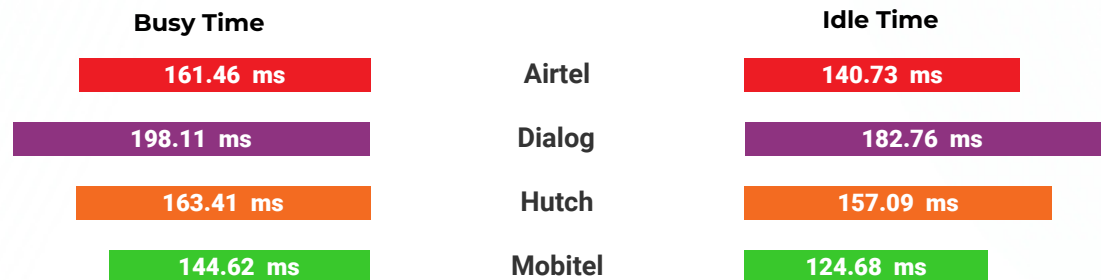 Busy Time Idle Time
161.46 ms Airtel 140.73 ms
198.11 ms Dialog 182.76 ms
163.41 ms Hutch 157.09 ms
144.62 ms Mobitel 124.68 ms